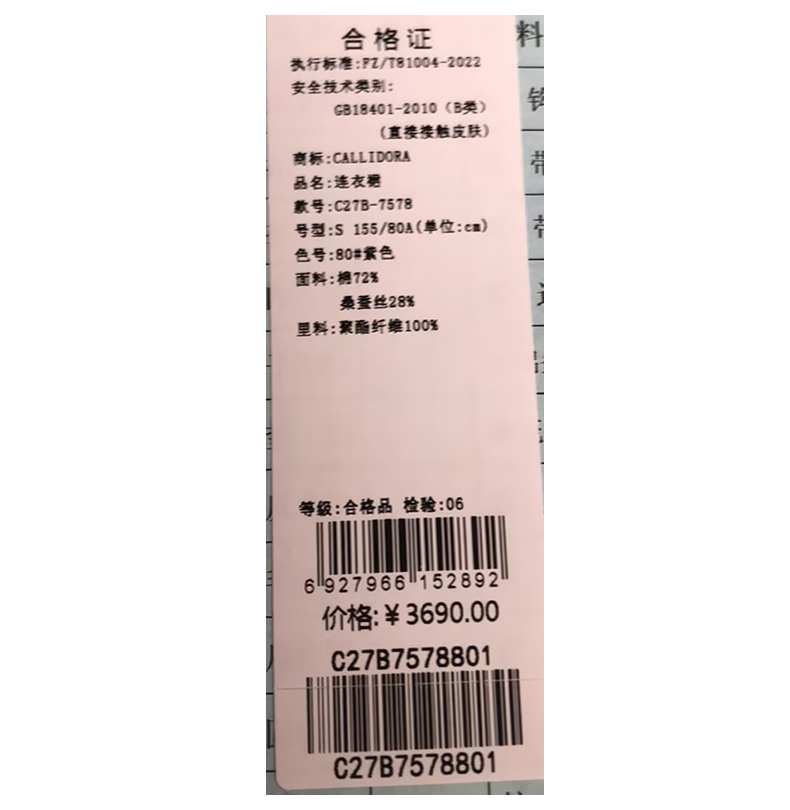 合格证
执行标准:FZ/T81004-2022
安全技术类别:
GB18401-2010（B类）
(直接接触皮肤)
商标:CALLIDORA
品名:连衣裙
款号:C27B-7578
号型:S 155/80A(单位:cm)
色号:80#紫色
面料:棉72%
桑蚕丝28%
里料:聚酯纤维100%
等级:合格品 检验:06
6 927966 152892
价格:¥3690.00
C27B7578801
C27B7578801
料
带